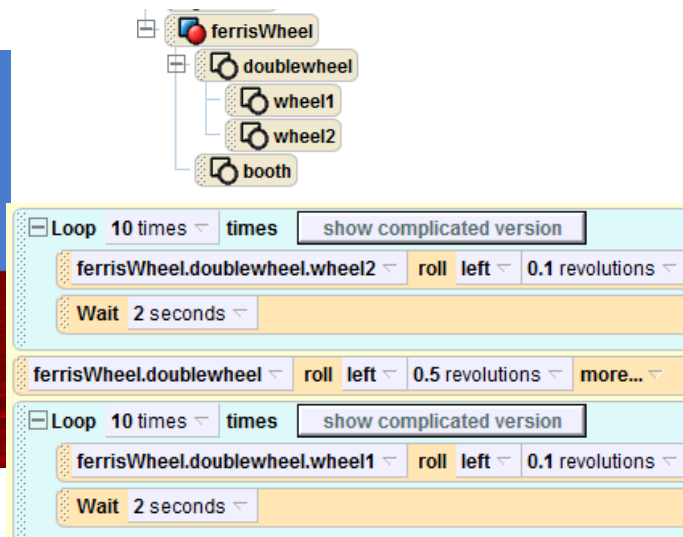 ferrisWheel
doublewheel
wheel1
wheel2
booth
Loop 10 times times show complicated version
ferrisWheel.doublewheel.wheel2 roll left 0.1 revolutions
Wait 2 seconds
ferrisWheel.doublewheel roll left 0.5 revolutions more...
Loop 10 times times show complicated version
ferrisWheel.doublewheel.wheel1 roll left 0.1 revolutions
Wait 2 seconds